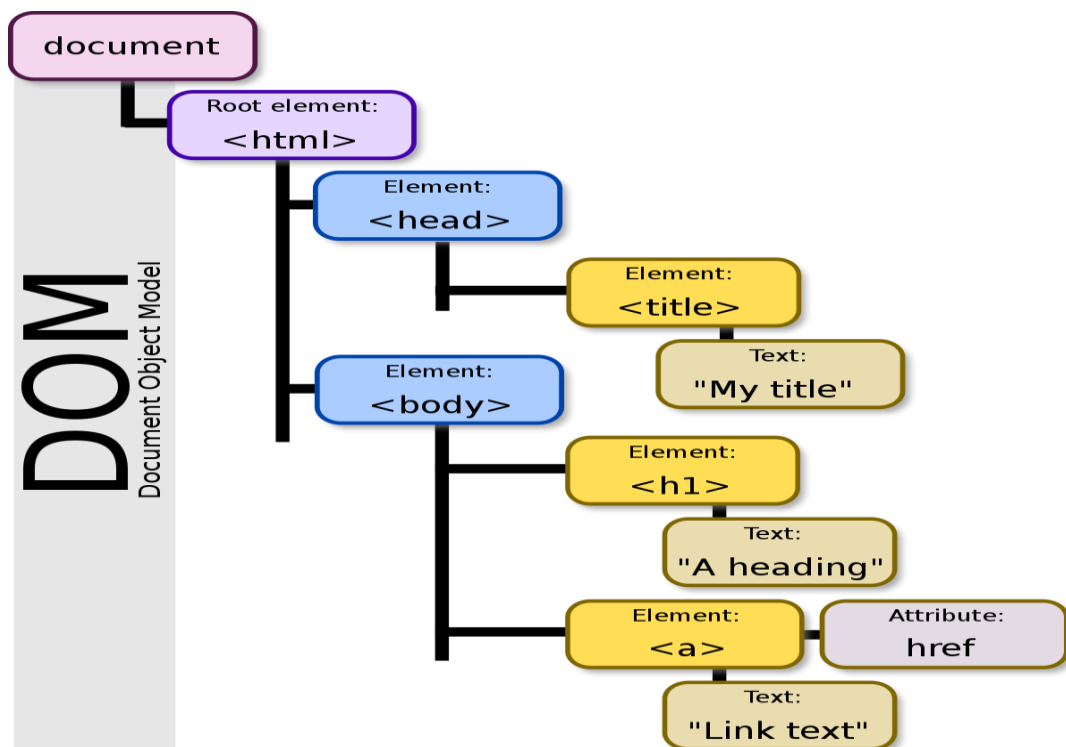 document
Root element:
<html>
Element:
<head>
Element:
<title>
Text:
"My title"
Element:
<body>
Element:
<h1>
Text:
"A heading"
Element:
<a>
Attribute:
href
Text:
"Link text"
DOM
Document Object Model